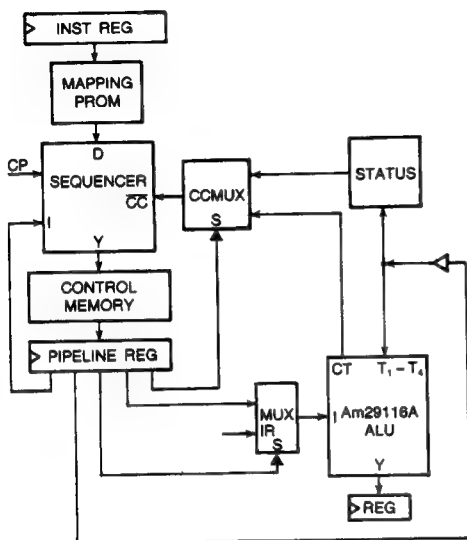 INST REG
MAPPING
PROM
D
CP
SEQUENCER
CC
I
Y
CCMUX
S
STATUS
CONTROL
MEMORY
PIPELINE REG
MUX
IR
S
CT T₁ – T₄
I Am29116A
ALU
Y
REG